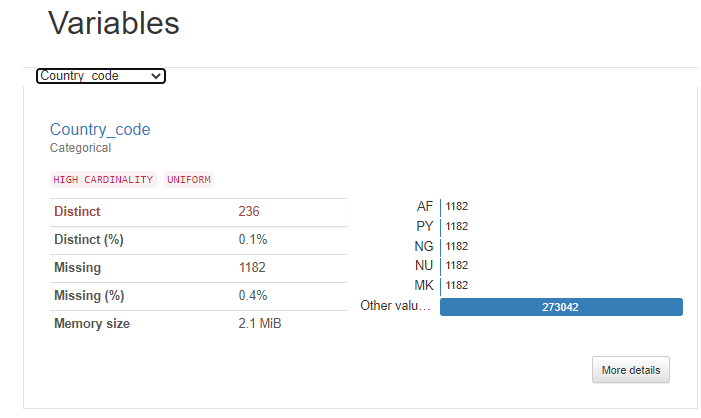 Variables
Country_code
Country_code
Categorical
HIGH CARDINALITY UNIFORM
Distinct 236
Distinct (%) 0.1%
Missing 1182
Missing (%) 0.4%
Memory size 2.1 MiB
AF 1182
PY 1182
NG 1182
NU 1182
MK 1182
Other valu… 273042
More details